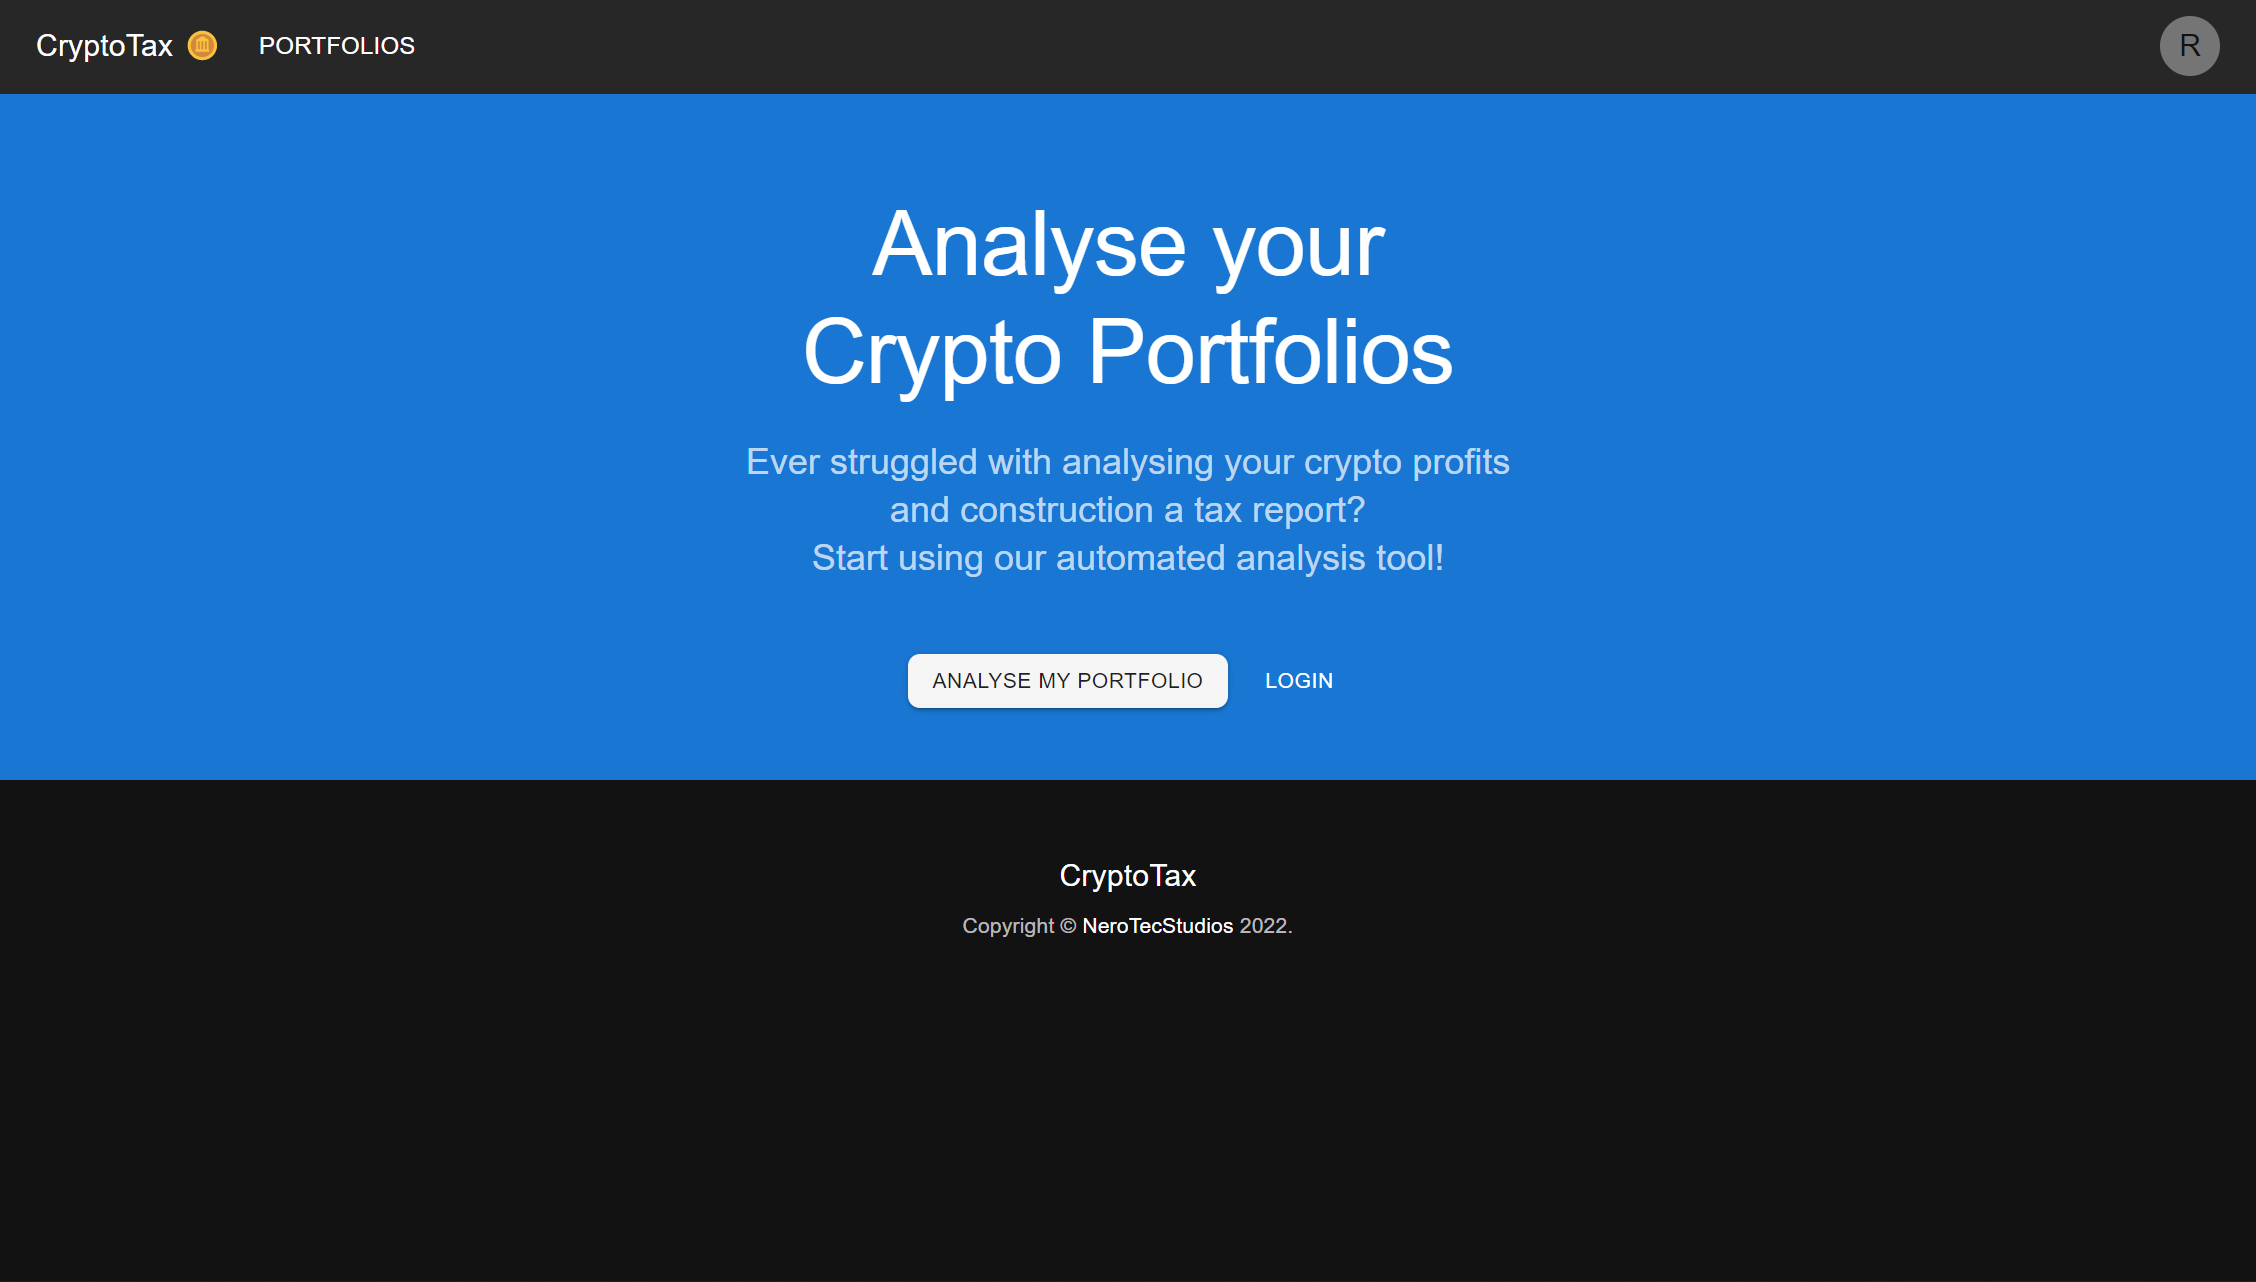 CryptoTax PORTFOLIOS R
Analyse your
Crypto Portfolios
Ever struggled with analysing your crypto profits
and construction a tax report?
Start using our automated analysis tool!
ANALYSE MY PORTFOLIO LOGIN
CryptoTax
Copyright © NeroTecStudios 2022.